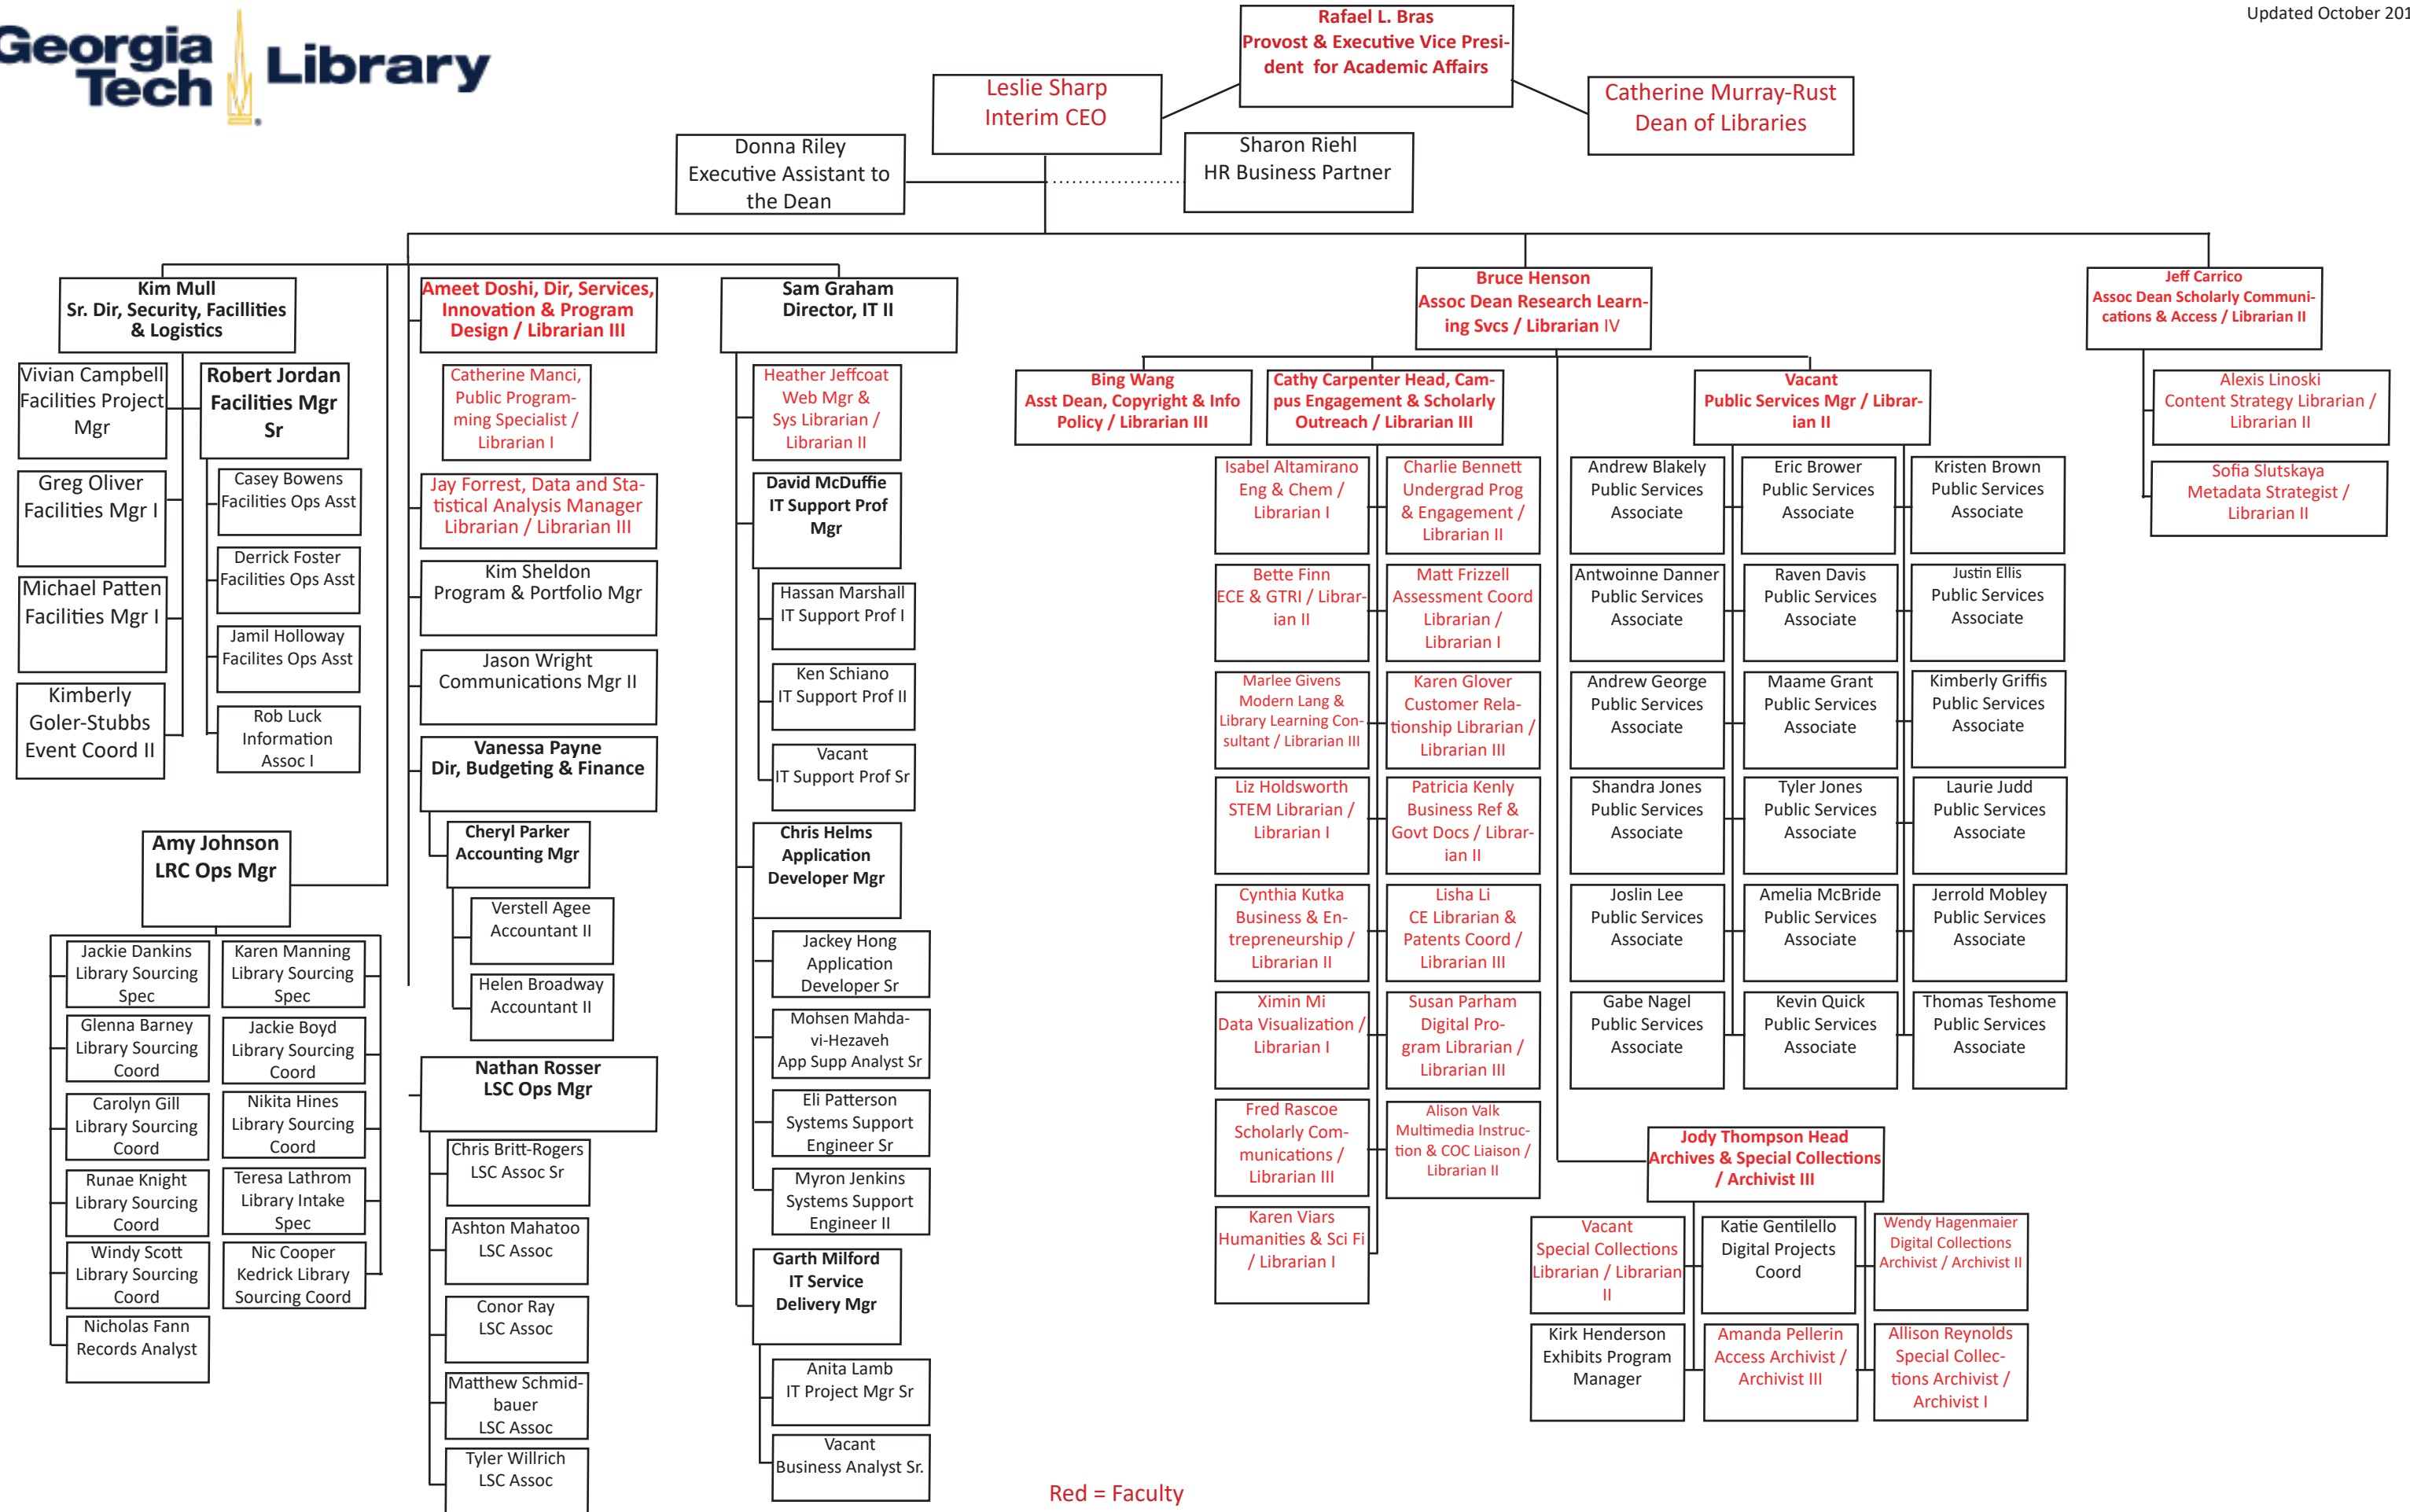 Georgia
Tech
Library
Updated October 201
Rafael L. Bras
Provost & Executive Vice Presi-
dent for Academic Affairs
Leslie Sharp
Interim CEO
Catherine Murray-Rust
Dean of Libraries
Donna Riley
Executive Assistant to
the Dean
Sharon Riehl
HR Business Partner
Kim Mull
Sr. Dir, Security, Facillities
& Logistics
Vivian Campbell
Facilities Project
Mgr
Greg Oliver
Facilities Mgr I
Michael Patten
Facilities Mgr I
Kimberly
Goler-Stubbs
Event Coord II
Robert Jordan
Facilities Mgr
Sr
Casey Bowens
Facilities Ops Asst
Derrick Foster
Facilities Ops Asst
Jamil Holloway
Facilites Ops Asst
Rob Luck
Information
Assoc I
Amy Johnson
LRC Ops Mgr
Jackie Dankins
Library Sourcing
Spec
Karen Manning
Library Sourcing
Spec
Glenna Barney
Library Sourcing
Coord
Jackie Boyd
Library Sourcing
Coord
Carolyn Gill
Library Sourcing
Coord
Nikita Hines
Library Sourcing
Coord
Runae Knight
Library Sourcing
Coord
Teresa Lathrom
Library Intake
Spec
Windy Scott
Library Sourcing
Coord
Nic Cooper
Kedrick Library
Sourcing Coord
Nicholas Fann
Records Analyst
Ameet Doshi, Dir, Services,
Innovation & Program
Design / Librarian III
Catherine Manci,
Public Program-
ming Specialist /
Librarian I
Jay Forrest, Data and Sta-
tistical Analysis Manager
Librarian / Librarian III
Kim Sheldon
Program & Portfolio Mgr
Jason Wright
Communications Mgr II
Vanessa Payne
Dir, Budgeting & Finance
Cheryl Parker
Accounting Mgr
Verstell Agee
Accountant II
Helen Broadway
Accountant II
Nathan Rosser
LSC Ops Mgr
Chris Britt-Rogers
LSC Assoc Sr
Ashton Mahatoo
LSC Assoc
Conor Ray
LSC Assoc
Matthew Schmid-
bauer
LSC Assoc
Tyler Willrich
LSC Assoc
Sam Graham
Director, IT II
Heather Jeffcoat
Web Mgr &
Sys Librarian /
Librarian II
David McDuffie
IT Support Prof
Mgr
Hassan Marshall
IT Support Prof I
Ken Schiano
IT Support Prof II
Vacant
IT Support Prof Sr
Chris Helms
Application
Developer Mgr
Jackey Hong
Application
Developer Sr
Mohsen Mahda-
vi-Hezaveh
App Supp Analyst Sr
Eli Patterson
Systems Support
Engineer Sr
Myron Jenkins
Systems Support
Engineer II
Garth Milford
IT Service
Delivery Mgr
Anita Lamb
IT Project Mgr Sr
Vacant
Business Analyst Sr.
Bruce Henson
Assoc Dean Research Learn-
ing Svcs / Librarian IV
Bing Wang
Asst Dean, Copyright & Info
Policy / Librarian III
Cathy Carpenter Head, Cam-
pus Engagement & Scholarly
Outreach / Librarian III
Isabel Altamirano
Eng & Chem /
Librarian I
Charlie Bennett
Undergrad Prog
& Engagement /
Librarian II
Bette Finn
ECE & GTRI / Librar-
ian II
Matt Frizzell
Assessment Coord
Librarian /
Librarian I
Marlee Givens
Modern Lang &
Library Learning Con-
sultant / Librarian III
Karen Glover
Customer Rela-
tionship Librarian /
Librarian III
Liz Holdsworth
STEM Librarian /
Librarian I
Patricia Kenly
Business Ref &
Govt Docs / Librar-
ian II
Cynthia Kutka
Business & En-
trepreneurship /
Librarian II
Lisha Li
CE Librarian &
Patents Coord /
Librarian III
Ximin Mi
Data Visualization /
Librarian I
Susan Parham
Digital Pro-
gram Librarian /
Librarian III
Fred Rascoe
Scholarly Com-
munications /
Librarian III
Alison Valk
Multimedia Instruc-
tion & COC Liaison /
Librarian II
Karen Viars
Humanities & Sci Fi
/ Librarian I
Vacant
Public Services Mgr / Librar-
ian II
Andrew Blakely
Public Services
Associate
Eric Brower
Public Services
Associate
Kristen Brown
Public Services
Associate
Antwoinne Danner
Public Services
Associate
Raven Davis
Public Services
Associate
Justin Ellis
Public Services
Associate
Andrew George
Public Services
Associate
Maame Grant
Public Services
Associate
Kimberly Griffis
Public Services
Associate
Shandra Jones
Public Services
Associate
Tyler Jones
Public Services
Associate
Laurie Judd
Public Services
Associate
Joslin Lee
Public Services
Associate
Amelia McBride
Public Services
Associate
Jerrold Mobley
Public Services
Associate
Gabe Nagel
Public Services
Associate
Kevin Quick
Public Services
Associate
Thomas Teshome
Public Services
Associate
Jody Thompson Head
Archives & Special Collections
/ Archivist III
Vacant
Special Collections
Librarian / Librarian
II
Katie Gentilello
Digital Projects
Coord
Wendy Hagenmaier
Digital Collections
Archivist / Archivist II
Kirk Henderson
Exhibits Program
Manager
Amanda Pellerin
Access Archivist /
Archivist III
Allison Reynolds
Special Collec-
tions Archivist /
Archivist I
Jeff Carrico
Assoc Dean Scholarly Communi-
cations & Access / Librarian II
Alexis Linoski
Content Strategy Librarian /
Librarian II
Sofia Slutskaya
Metadata Strategist /
Librarian II
Red = Faculty